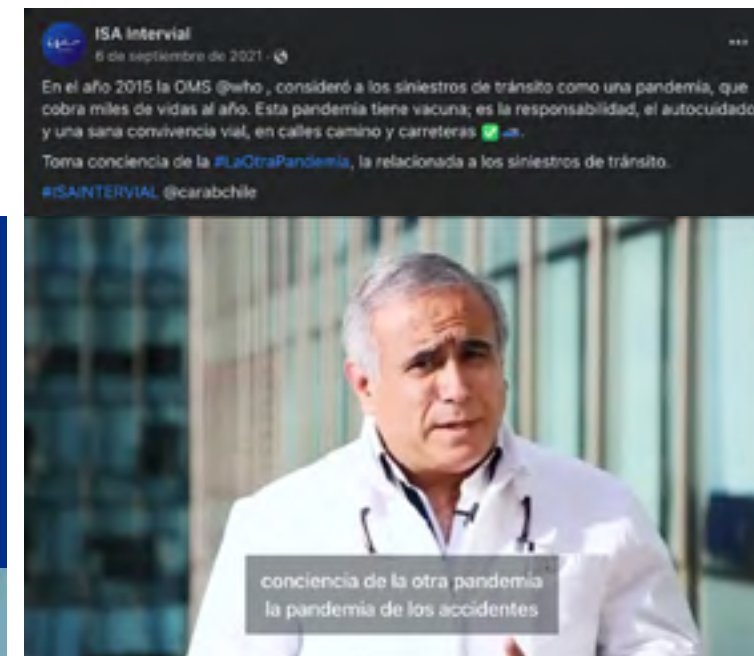 ISA Intervial
6 de septiembre de 2021 ·
En el año 2015 la OMS @who , consideró a los siniestros de tránsito como una pandemia, que
cobra miles de vidas al año. Esta pandemia tiene vacuna; es la responsabilidad, el autocuidado
y una sana convivencia vial, en calles camino y carreteras ✅ 🛣️.
Toma conciencia de la #LaOtraPandemia, la relacionada a los siniestros de tránsito.
#ISAINTERVIAL @carabchile
conciencia de la otra pandemia
la pandemia de los accidentes